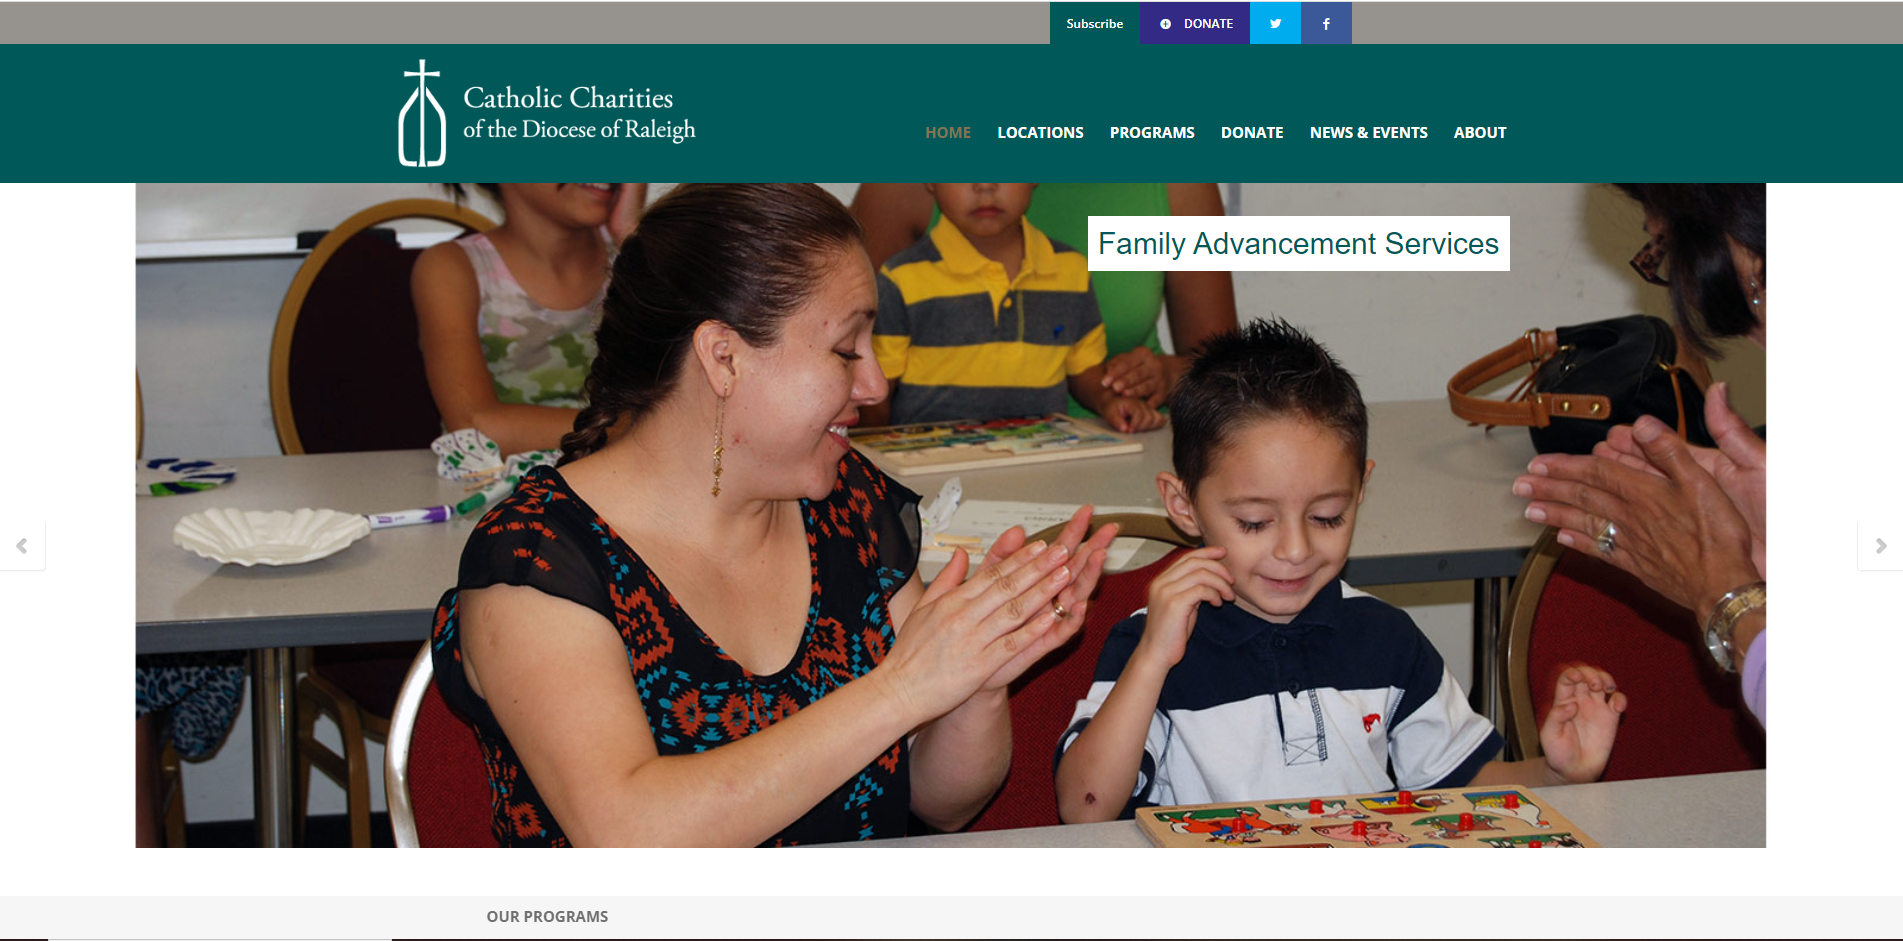 Subscribe
DONATE
Catholic Charities
of the Diocese of Raleigh
HOME
LOCATIONS
PROGRAMS
DONATE
NEWS & EVENTS
ABOUT
Family Advancement Services
OUR PROGRAMS